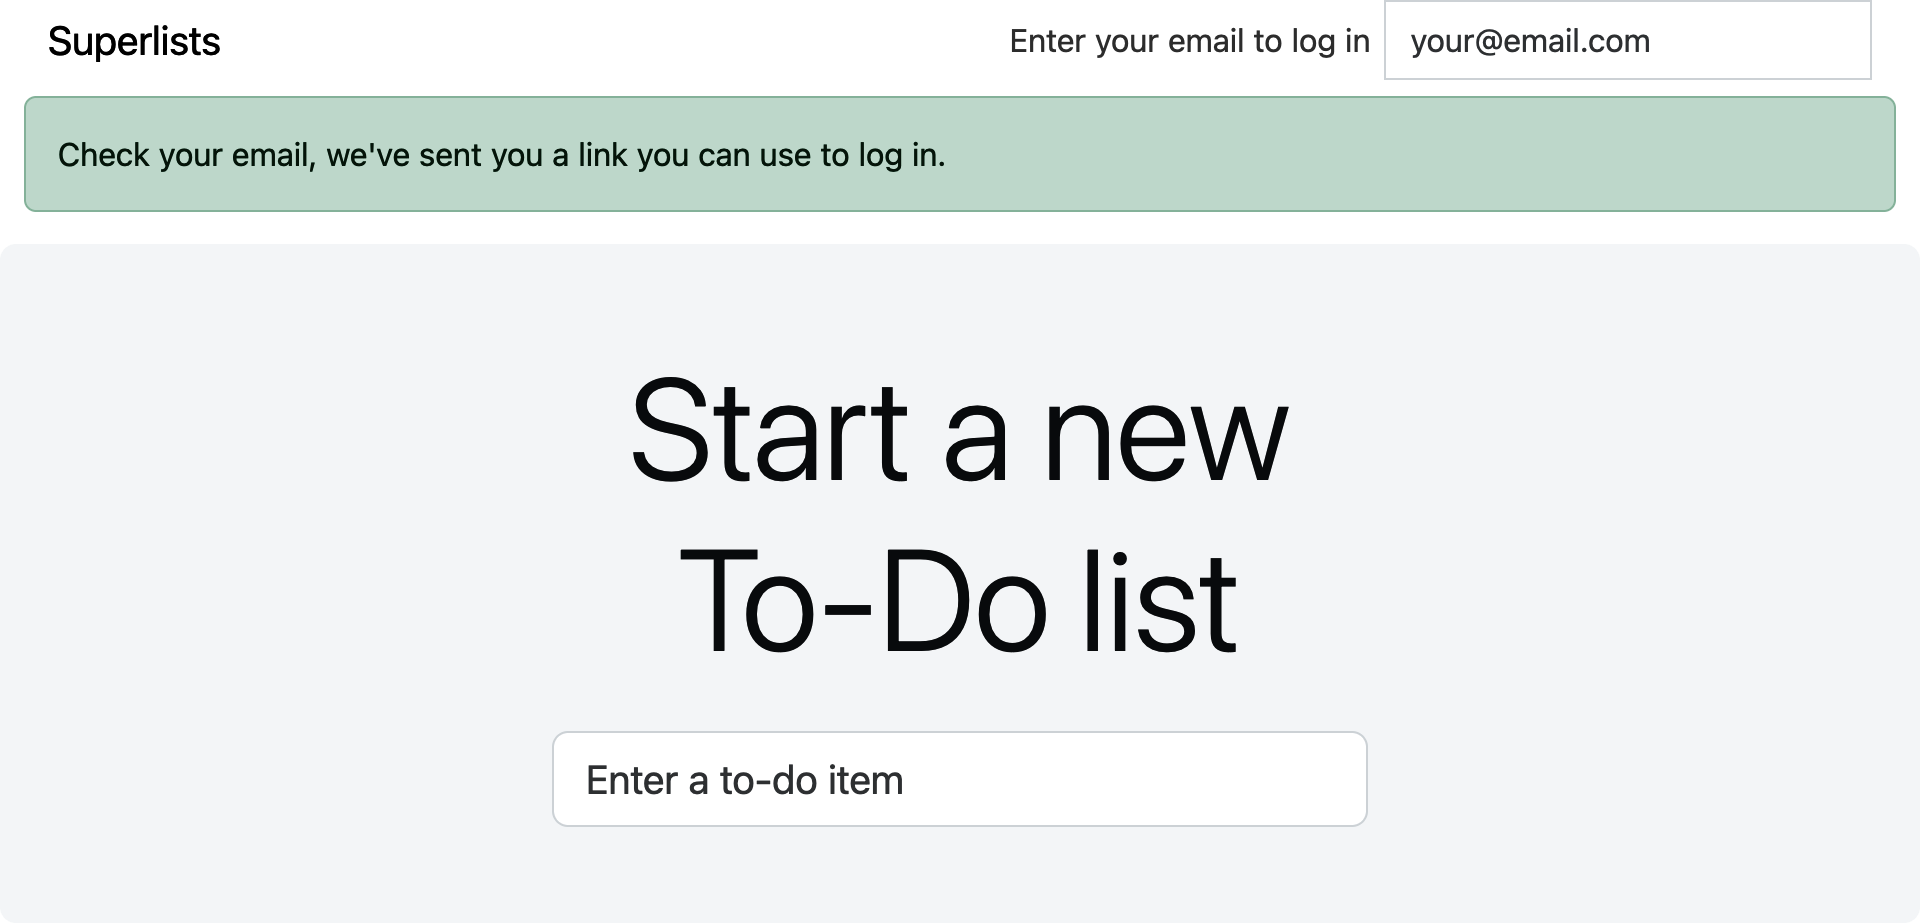 Superlists
Enter your email to log in
your@email.com
Check your email, we've sent you a link you can use to log in.
Start a new
To-Do list
Enter a to-do item